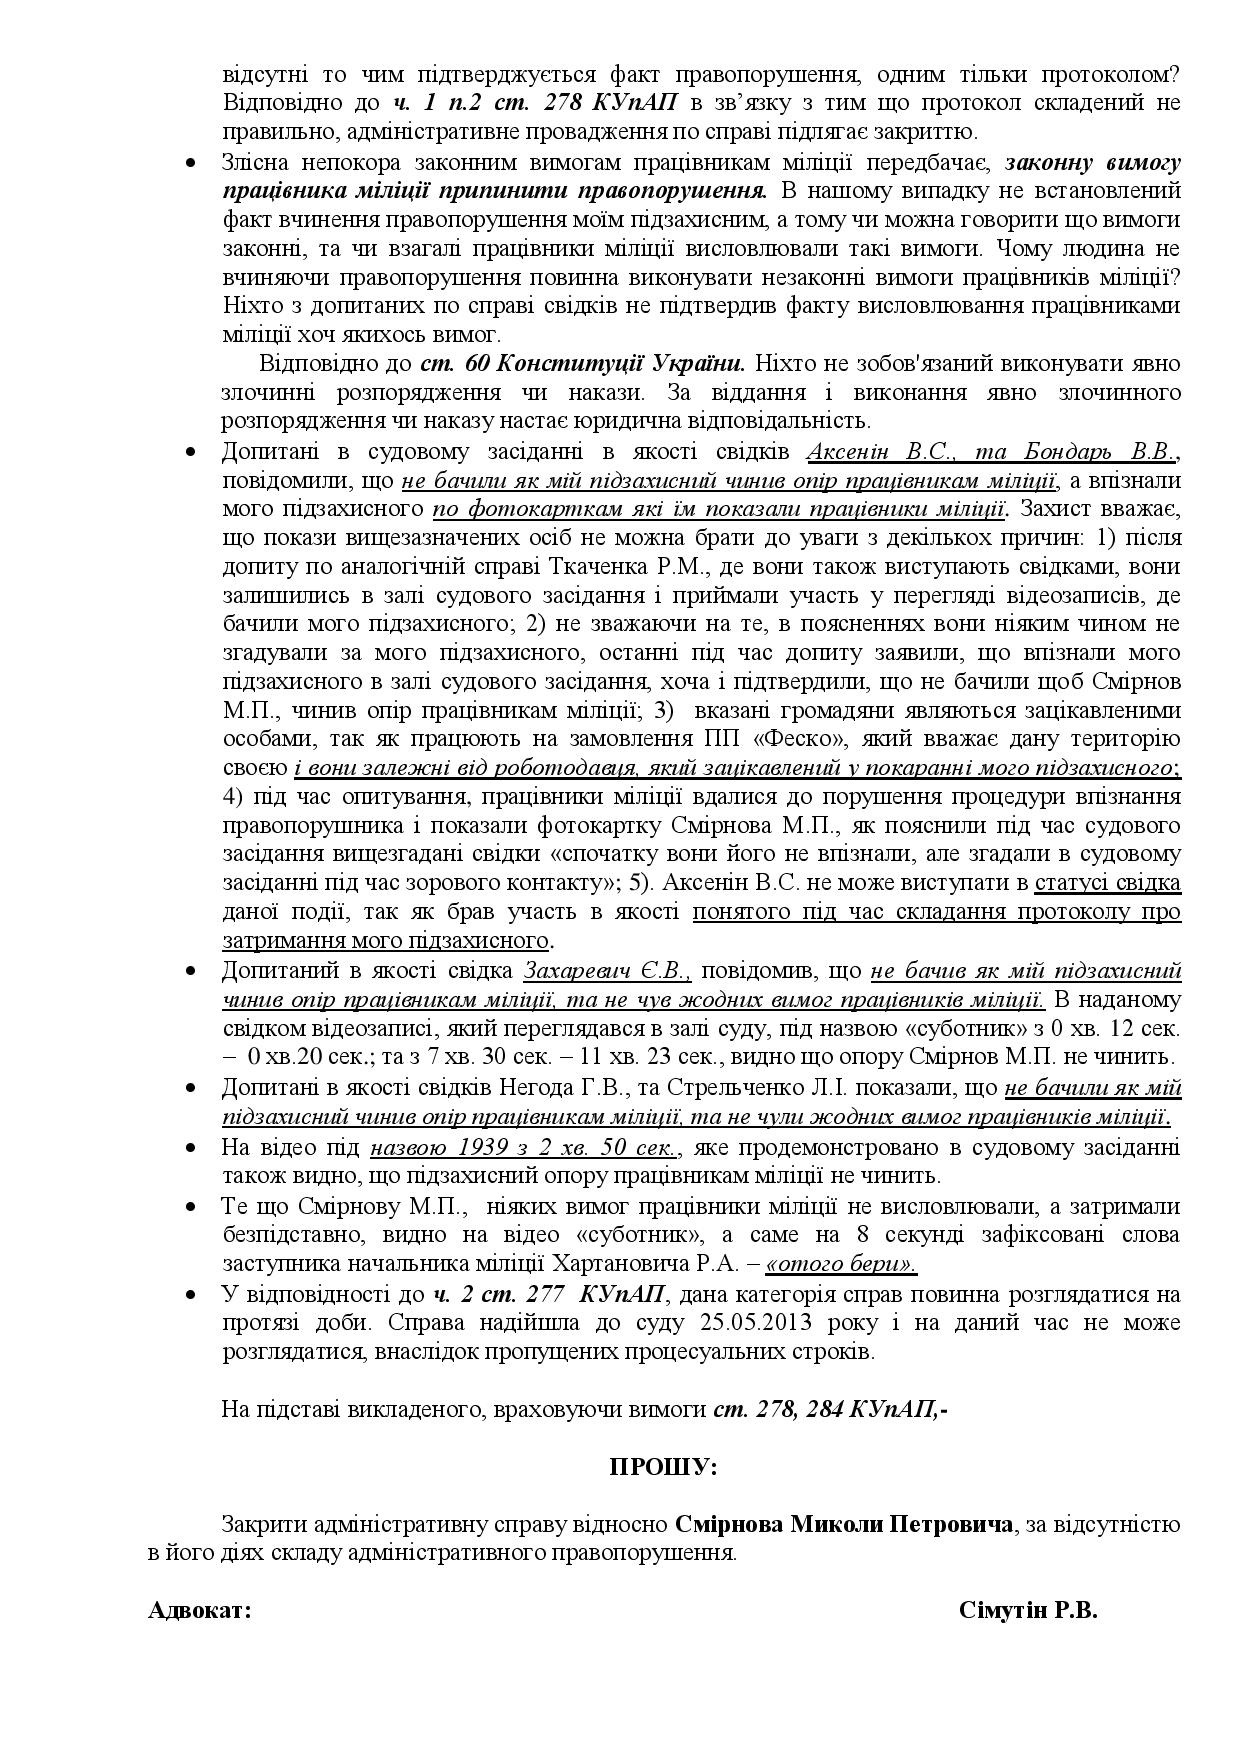 відсутні то чим підтверджується факт правопорушення, одним тільки протоколом?
Відповідно до ч. 1 п.2 ст. 278 КУпАП в зв’язку з тим що протокол складений не
правильно, адміністративне провадження по справі підлягає закриттю.
• Злісна непокора законним вимогам працівникам міліції передбачає, законну вимогу
працівника міліції припинити правопорушення. В нашому випадку не встановлений
факт вчинення правопорушення моїм підзахисним, а тому чи можна говорити що вимоги
законні, та чи взагалі працівники міліції висловлювали такі вимоги. Чому людина не
вчиняючи правопорушення повинна виконувати незаконні вимоги працівників міліції?
Ніхто з допитаних по справі свідків не підтвердив факту висловлювання працівниками
міліції хоч якихось вимог.
Відповідно до ст. 60 Конституції України. Ніхто не зобов'язаний виконувати явно
злочинні розпорядження чи накази. За віддання і виконання явно злочинного
розпорядження чи наказу настає юридична відповідальність.
• Допитані в судовому засіданні в якості свідків Аксенін В.С., та Бондарь В.В.,
повідомили, що не бачили як мій підзахисний чинив опір працівникам міліції, а впізнали
мого підзахисного по фотокарткам які їм показали працівники міліції. Захист вважає,
що покази вищезазначених осіб не можна брати до уваги з декількох причин: 1) після
допиту по аналогічній справі Ткаченка Р.М., де вони також виступають свідками, вони
залишились в залі судового засідання і приймали участь у перегляді відеозаписів, де
бачили мого підзахисного; 2) не зважаючи на те, в поясненнях вони ніяким чином не
згадували за мого підзахисного, останні під час допиту заявили, що впізнали мого
підзахисного в залі судового засідання, хоча і підтвердили, що не бачили щоб Смірнов
М.П., чинив опір працівникам міліції; 3) вказані громадяни являються зацікавленими
особами, так як працюють на замовлення ПП «Феско», який вважає дану територію
своєю і вони залежні від роботодавця, який зацікавлений у покаранні мого підзахисного;
4) під час опитування, працівники міліції вдалися до порушення процедури впізнання
правопорушника і показали фотокартку Смірнова М.П., як пояснили під час судового
засідання вищезгадані свідки «спочатку вони його не впізнали, але згадали в судовому
засіданні під час зорового контакту»; 5). Аксенін В.С. не може виступати в статусі свідка
даної події, так як брав участь в якості понятого під час складання протоколу про
затримання мого підзахисного.
• Допитаний в якості свідка Захаревич Є.В., повідомив, що не бачив як мій підзахисний
чинив опір працівникам міліції, та не чув жодних вимог працівників міліції. В наданому
свідком відеозаписі, який переглядався в залі суду, під назвою «суботник» з 0 хв. 12 сек.
– 0 хв.20 сек.; та з 7 хв. 30 сек. – 11 хв. 23 сек., видно що опору Смірнов М.П. не чинить.
• Допитані в якості свідків Негода Г.В., та Стрельченко Л.І. показали, що не бачили як мій
підзахисний чинив опір працівникам міліції, та не чули жодних вимог працівників міліції.
• На відео під назвою 1939 з 2 хв. 50 сек., яке продемонстровано в судовому засіданні
також видно, що підзахисний опору працівникам міліції не чинить.
• Те що Смірнову М.П., ніяких вимог працівники міліції не висловлювали, а затримали
безпідставно, видно на відео «суботник», а саме на 8 секунді зафіксовані слова
заступника начальника міліції Хартановича Р.А. – «отого бери».
• У відповідності до ч. 2 ст. 277 КУпАП, дана категорія справ повинна розглядатися на
протязі доби. Справа надійшла до суду 25.05.2013 року і на даний час не може
розглядатися, внаслідок пропущених процесуальних строків.
На підставі викладеного, враховуючи вимоги ст. 278, 284 КУпАП,-
ПРОШУ:
Закрити адміністративну справу відносно Смірнова Миколи Петровича, за відсутністю
в його діях складу адміністративного правопорушення.
Адвокат: Сімутін Р.В.